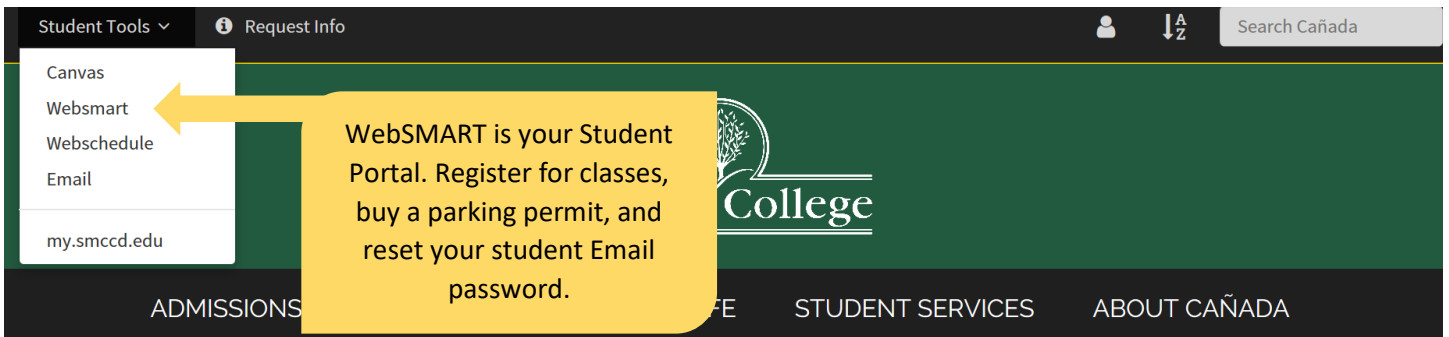 Student Tools Request Info Search Cañada
Canvas
Websmart
Webschedule
Email
my.smccd.edu
WebSMART is your Student
Portal. Register for classes,
buy a parking permit, and
reset your student Email
password.
College
ADMISSIONS STUDENT SERVICES ABOUT CAÑADA